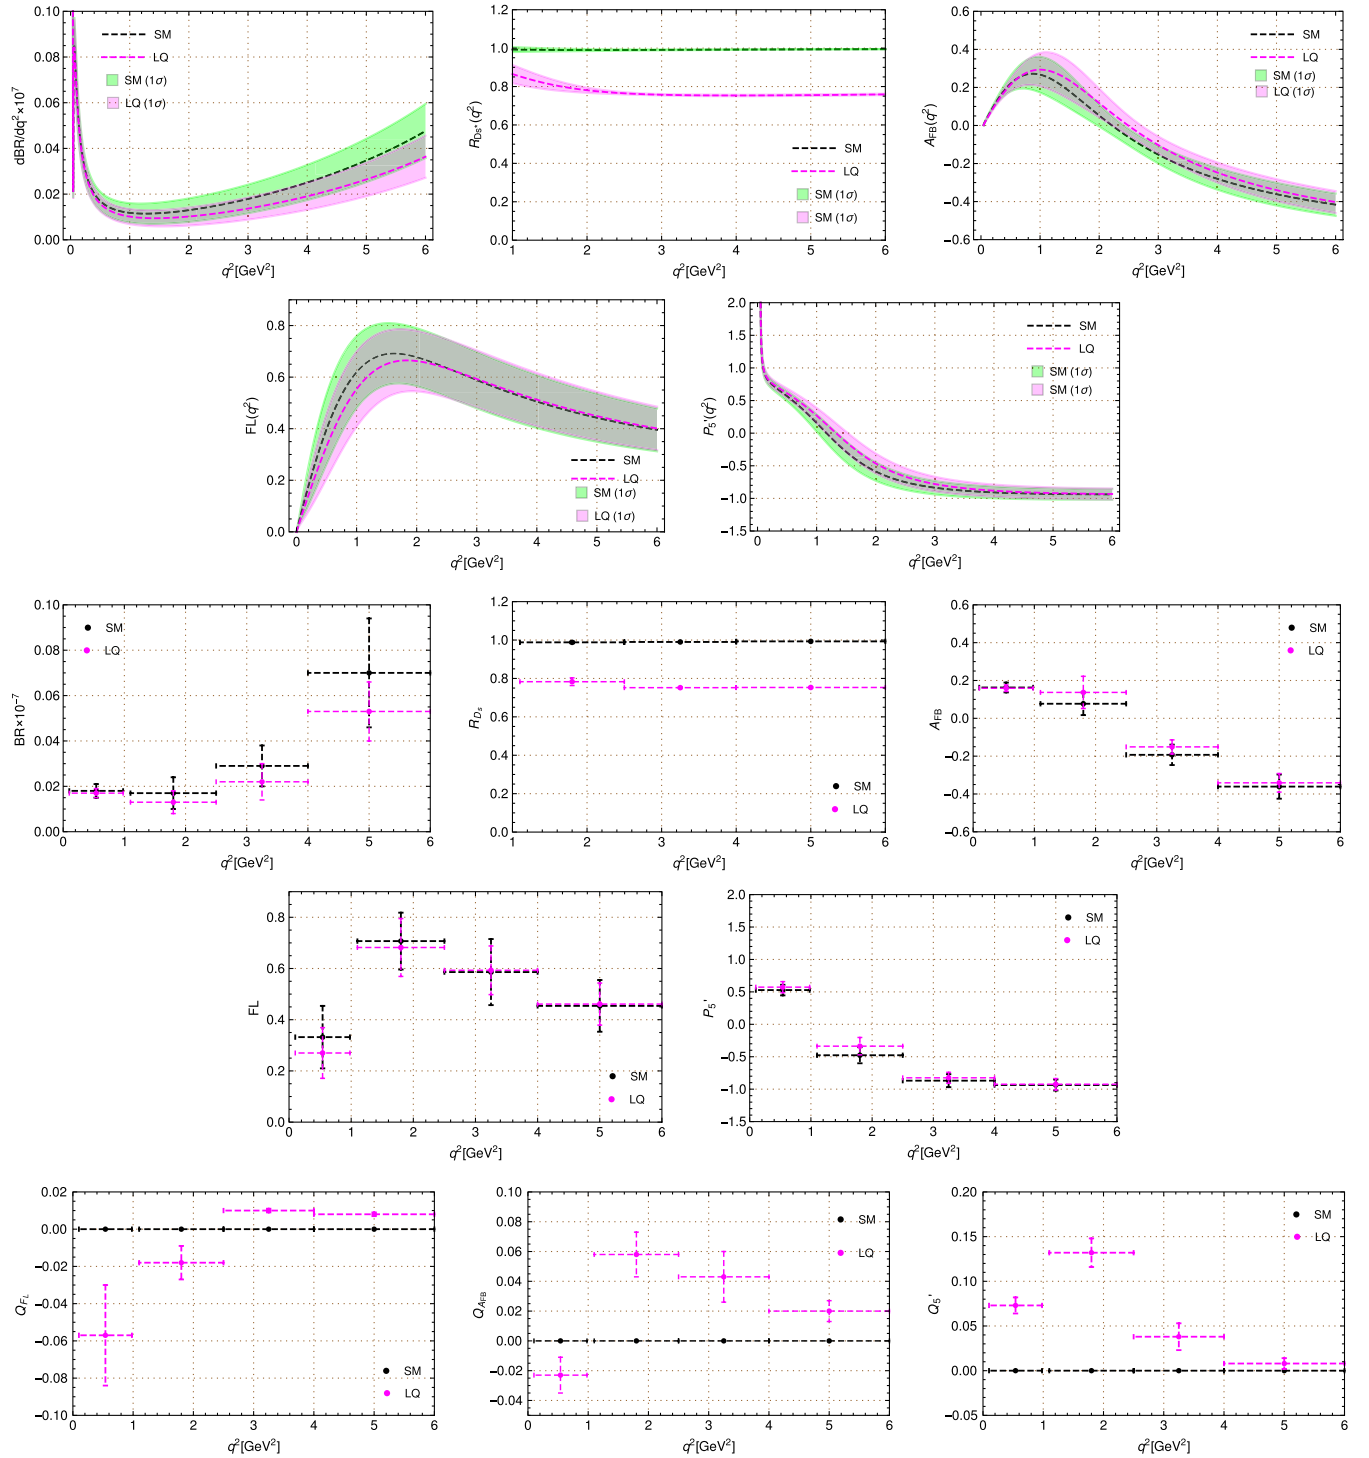 dBR/dq²×10⁷
0.10
0.08
0.06
0.04
0.02
0.00
SM
LQ
SM (1σ)
LQ (1σ)
0 1 2 3 4 5 6
q²[GeV²]
R_{Ds*}(q²)
1.2
1.0
0.8
0.6
0.4
0.2
0.0
SM
LQ
SM (1σ)
SM (1σ)
1 2 3 4 5 6
q²[GeV²]
A_{FB}(q²)
0.6
0.4
0.2
0.0
−0.2
−0.4
−0.6
SM
LQ
SM (1σ)
LQ (1σ)
0 1 2 3 4 5 6
q²[GeV²]
FL(q²)
0.8
0.6
0.4
0.2
0.0
SM
LQ
SM (1σ)
LQ (1σ)
0 1 2 3 4 5 6
q²[GeV²]
P₅'(q²)
2.0
1.5
1.0
0.5
0.0
−0.5
−1.0
−1.5
SM
LQ
SM (1σ)
SM (1σ)
0 1 2 3 4 5 6
q²[GeV²]
BR×10⁻⁷
0.10
0.08
0.06
0.04
0.02
0.00
SM
LQ
0 1 2 3 4 5 6
q²[GeV²]
R_{Ds}
1.2
1.0
0.8
0.6
0.4
0.2
0.0
SM
LQ
0 1 2 3 4 5 6
q²[GeV²]
A_{FB}
0.6
0.4
0.2
0.0
−0.2
−0.4
−0.6
SM
LQ
0 1 2 3 4 5 6
q²[GeV²]
FL
0.8
0.6
0.4
0.2
0.0
SM
LQ
0 1 2 3 4 5 6
q²[GeV²]
P₅'
2.0
1.5
1.0
0.5
0.0
−0.5
−1.0
−1.5
SM
LQ
0 1 2 3 4 5 6
q²[GeV²]
Q_{FL}
0.02
0.00
−0.02
−0.04
−0.06
−0.08
−0.10
SM
LQ
0 1 2 3 4 5 6
q²[GeV²]
Q_{AFB}
0.10
0.08
0.06
0.04
0.02
0.00
−0.02
−0.04
SM
LQ
0 1 2 3 4 5 6
q²[GeV²]
Q₅'
0.20
0.15
0.10
0.05
0.00
−0.05
SM
LQ
0 1 2 3 4 5 6
q²[GeV²]